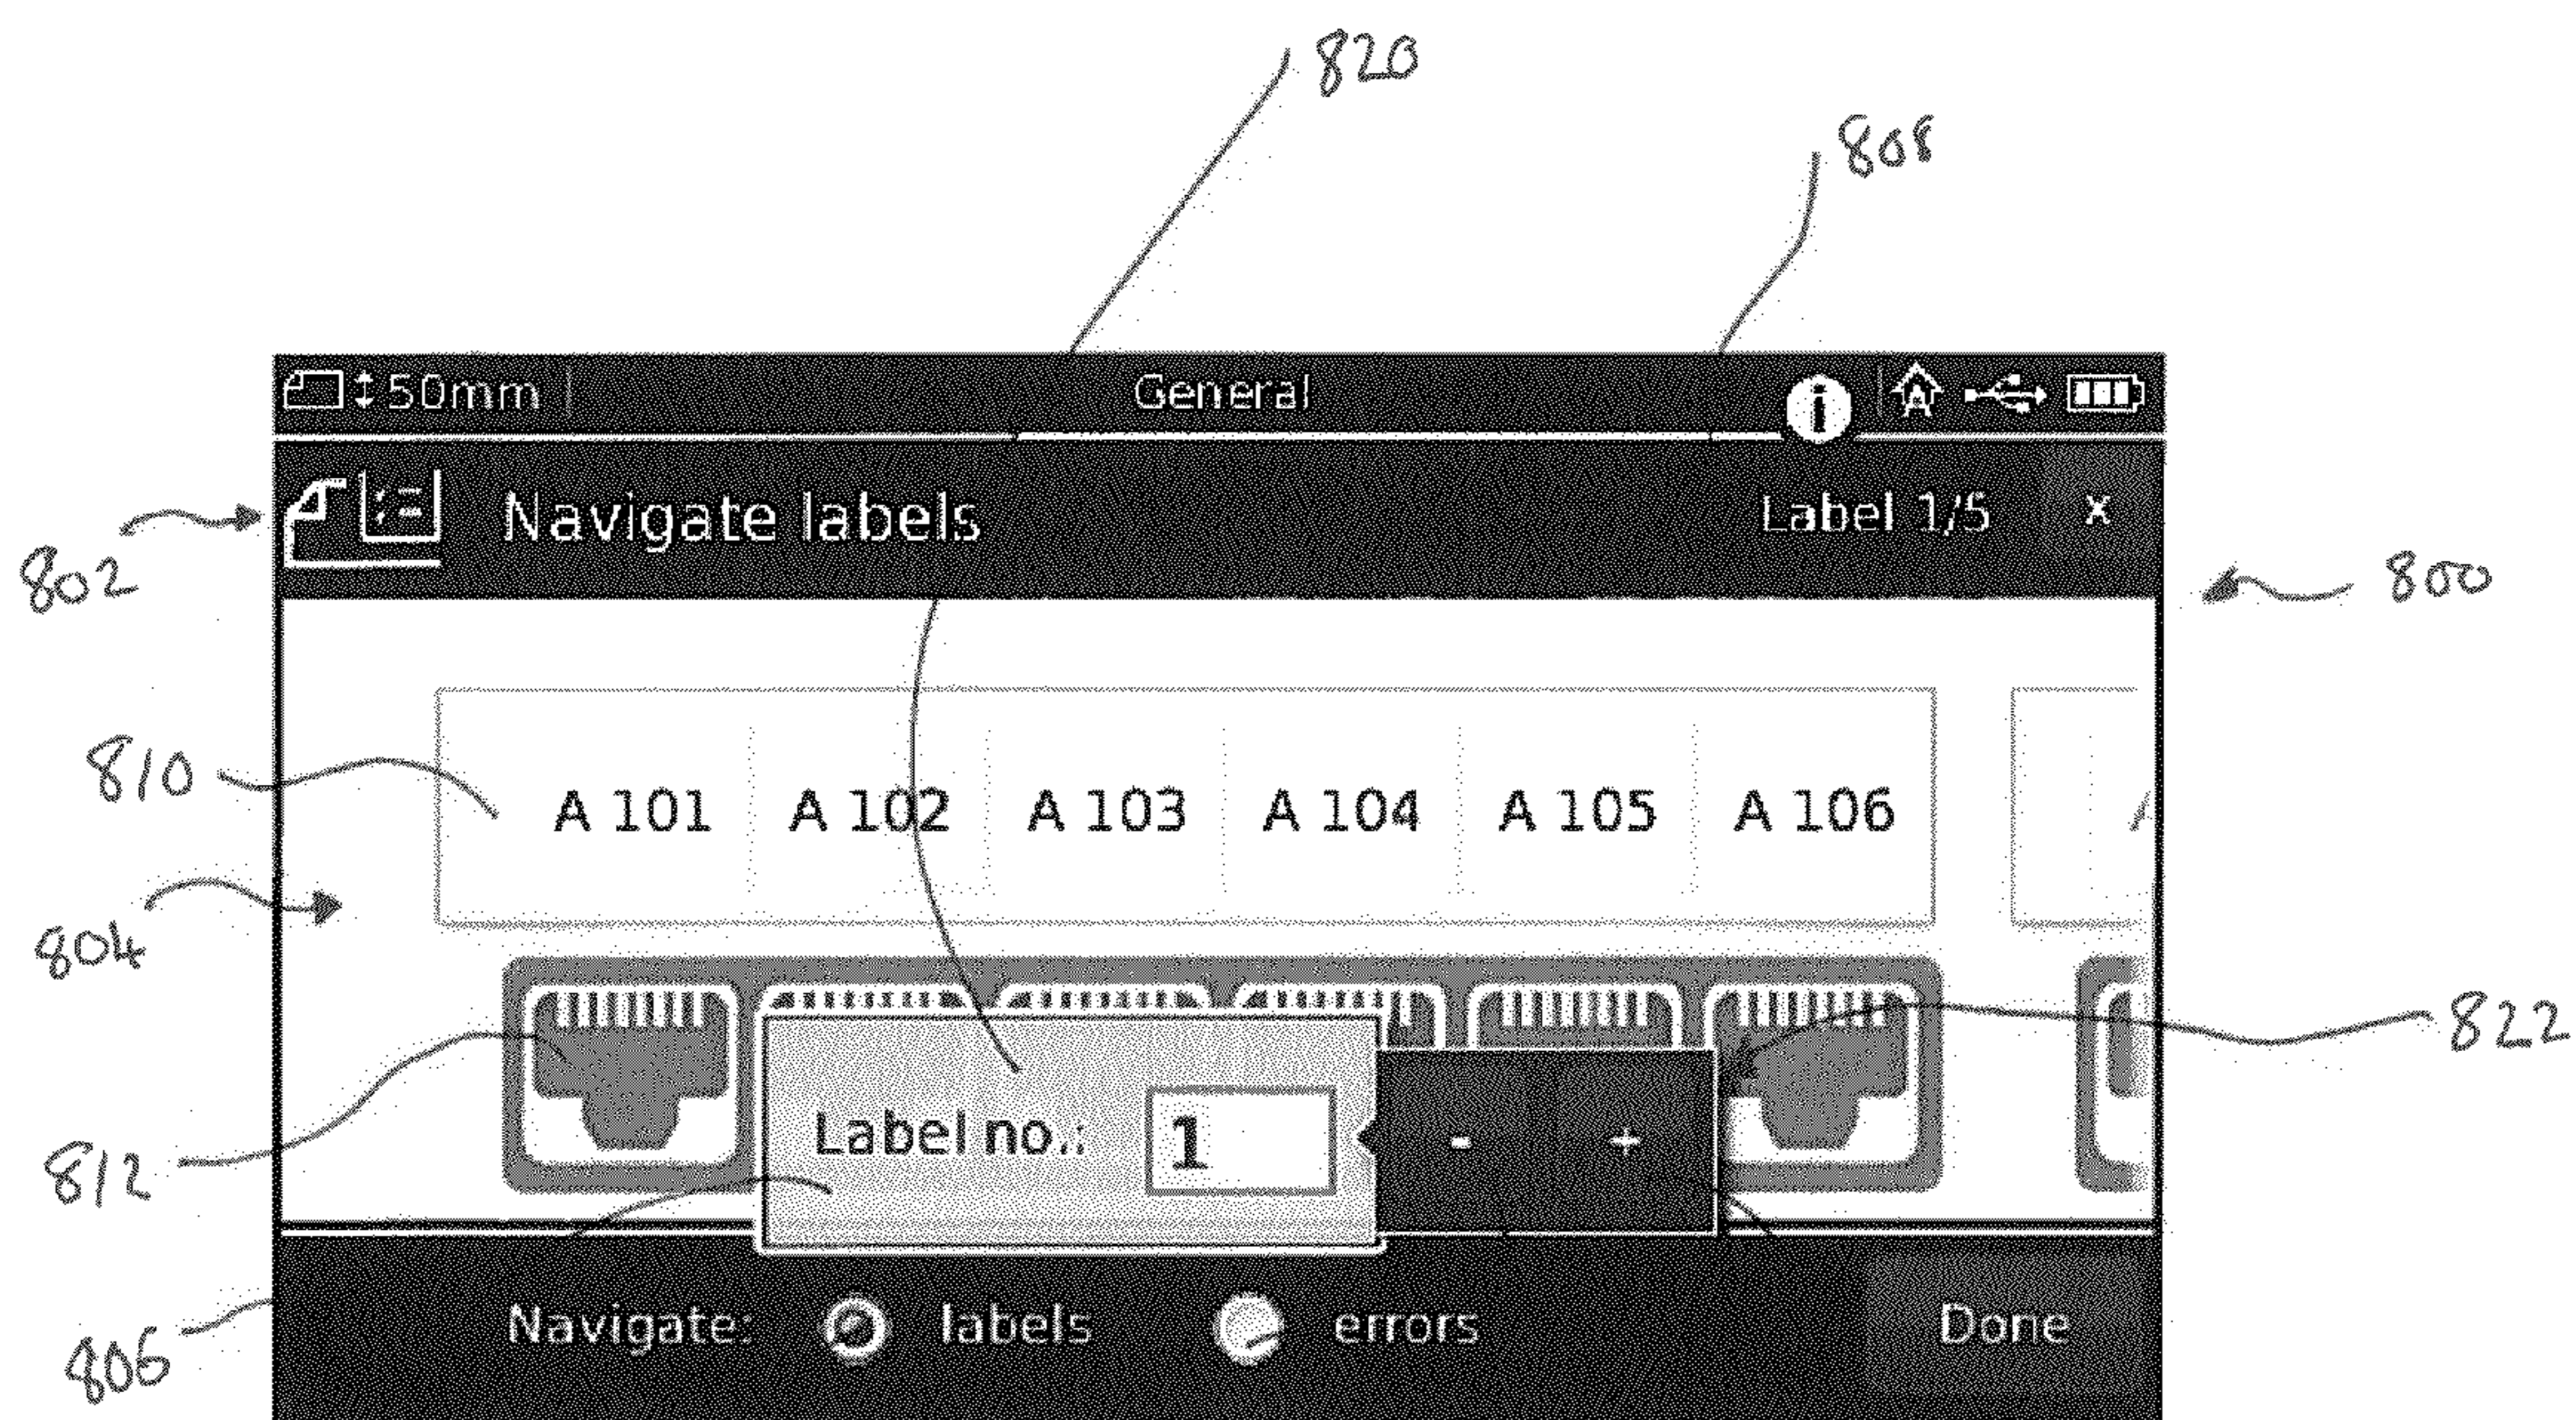 820
808
50mm General i
802 Navigate labels Label 1/5 x
800
810 A 101 A 102 A 103 A 104 A 105 A 106
804
822
812 Label no.: 1 - +
806 Navigate: labels errors Done